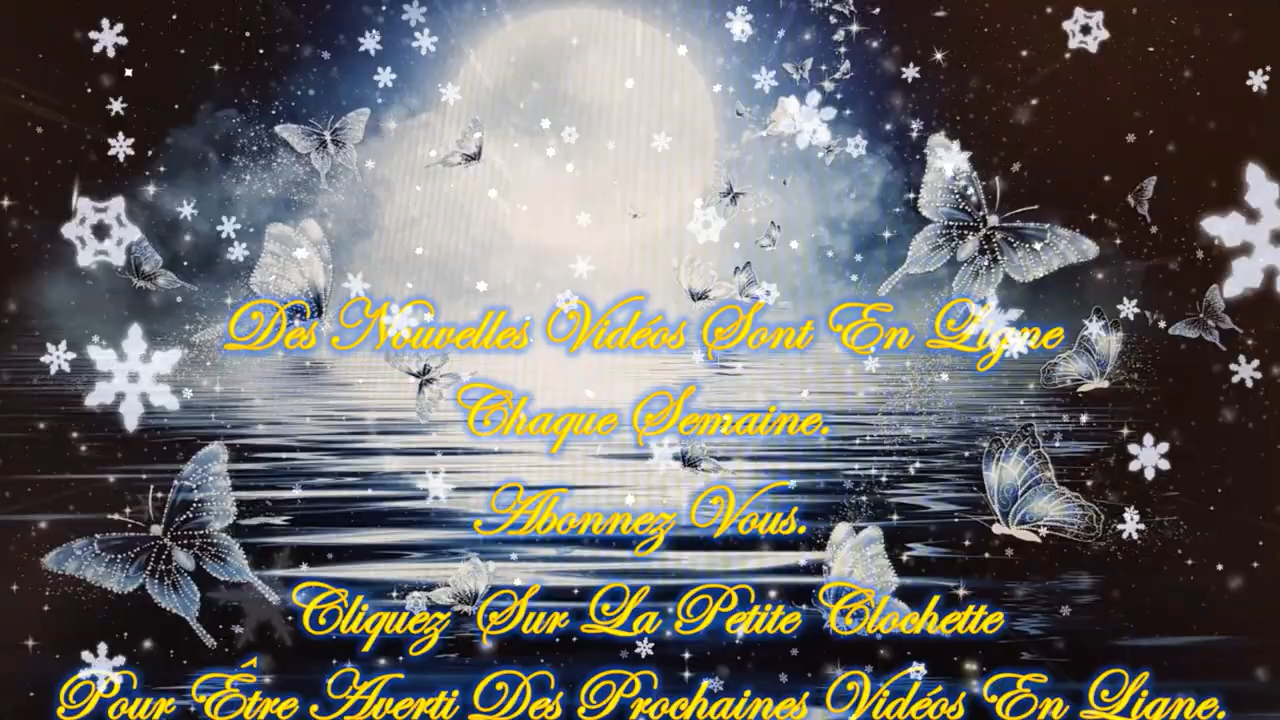 Des Nouvelles Vidéos Sont En Ligne
Chaque Semaine.
Abonnez Vous.
Cliquez Sur La Petite Clochette
Pour Être Averti Des Prochaines Vidéos En Ligne.